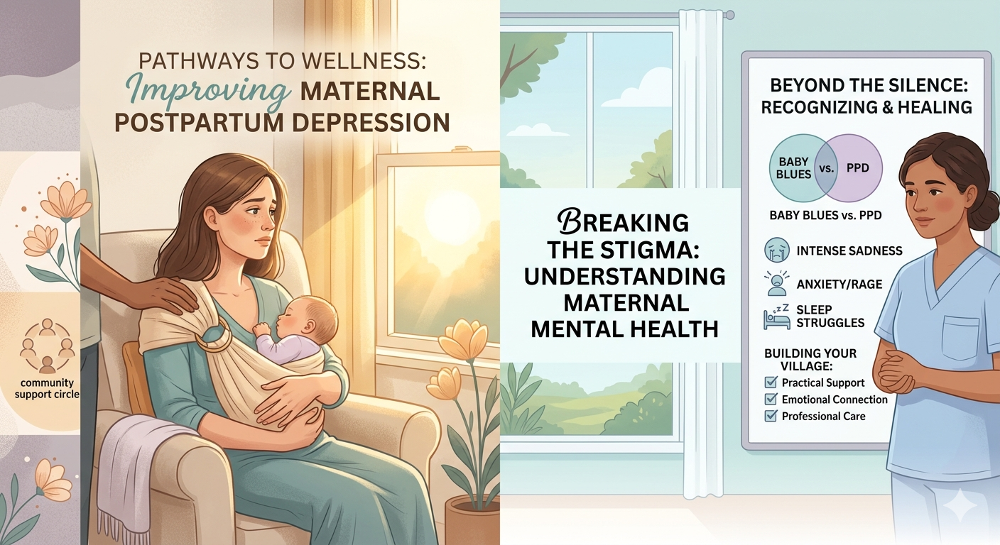 PATHWAYS TO WELLNESS:
Improving MATERNAL
POSTPARTUM DEPRESSION
community
support circle
BREAKING
THE STIGMA:
UNDERSTANDING
MATERNAL
MENTAL HEALTH
BEYOND THE SILENCE:
RECOGNIZING & HEALING
BABY
BLUES
vs.
PPD
BABY BLUES vs. PPD
INTENSE SADNESS
ANXIETY/RAGE
zZZ
SLEEP
STRUGGLES
BUILDING YOUR
VILLAGE:
Practical Support
Emotional Connection
Professional Care